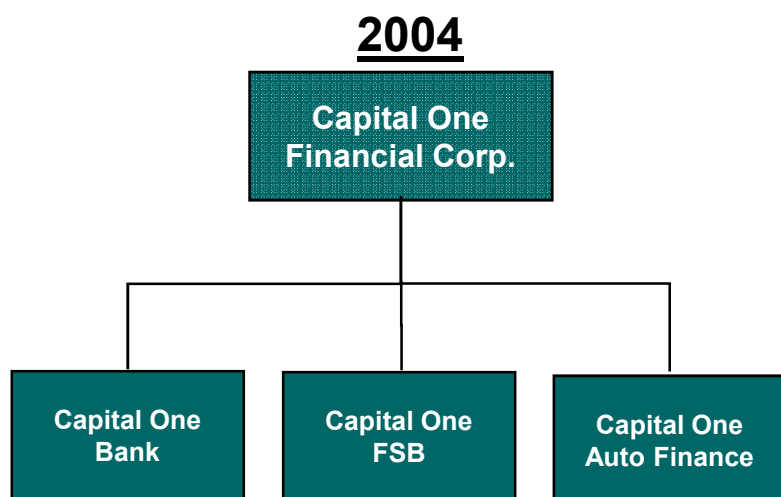 2004
Capital One
Financial Corp.
Capital One
Bank
Capital One
FSB
Capital One
Auto Finance